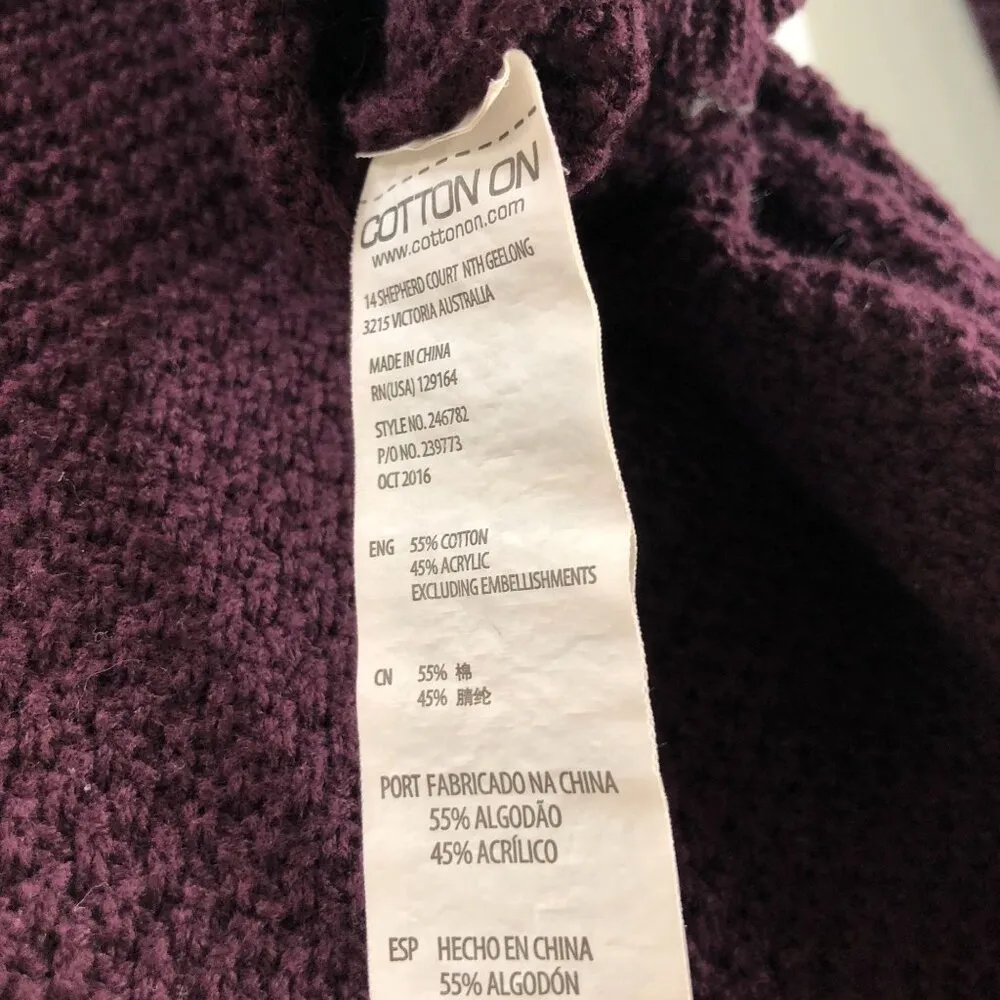 COTTON ON
www.cottonon.com
14 SHEPHERD COURT NTH GEELONG
3215 VICTORIA AUSTRALIA
MADE IN CHINA
RN(USA) 129164
STYLE NO. 246782
P/O NO. 239773
OCT 2016
ENG 55% COTTON
45% ACRYLIC
EXCLUDING EMBELLISHMENTS
CN 55% 棉
45% 腈纶
PORT FABRICADO NA CHINA
55% ALGODÃO
45% ACRÍLICO
ESP HECHO EN CHINA
55% ALGODÓN